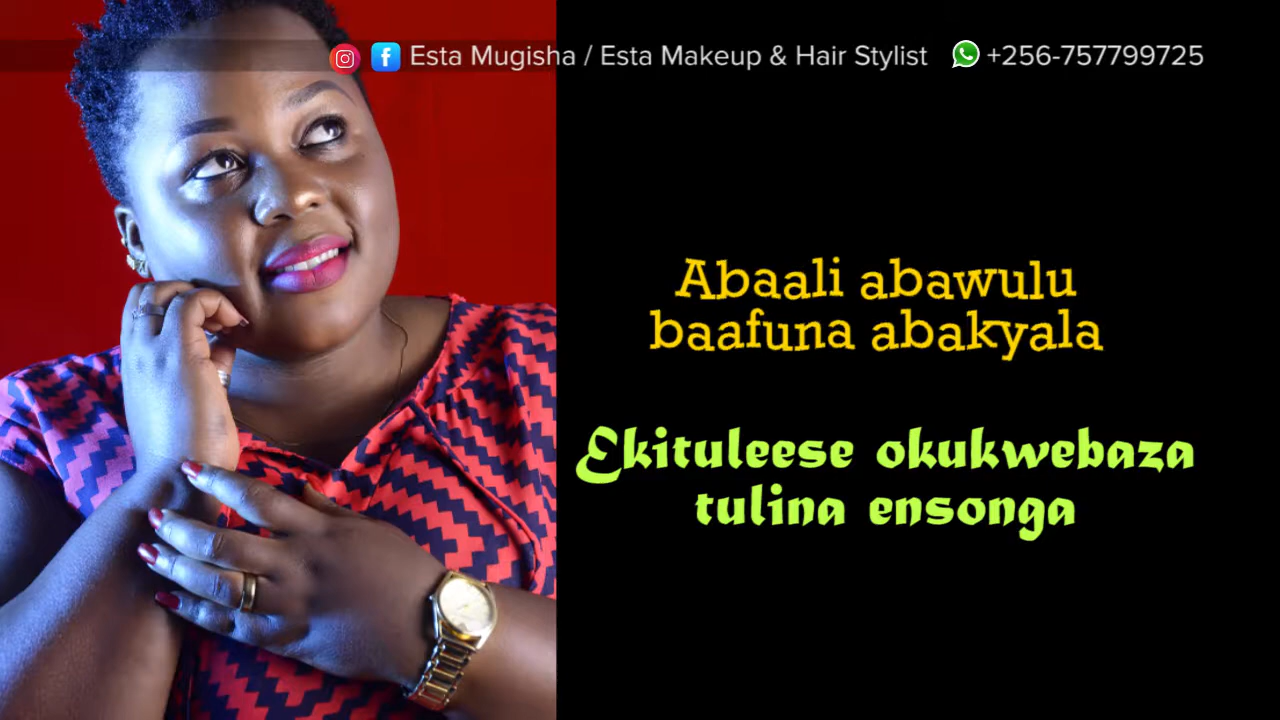 Esta Mugisha / Esta Makeup & Hair Stylist +256-757799725
Abaali abawulu
baafuna abakyala
Ekituleese okukwebaza
tulina ensonga